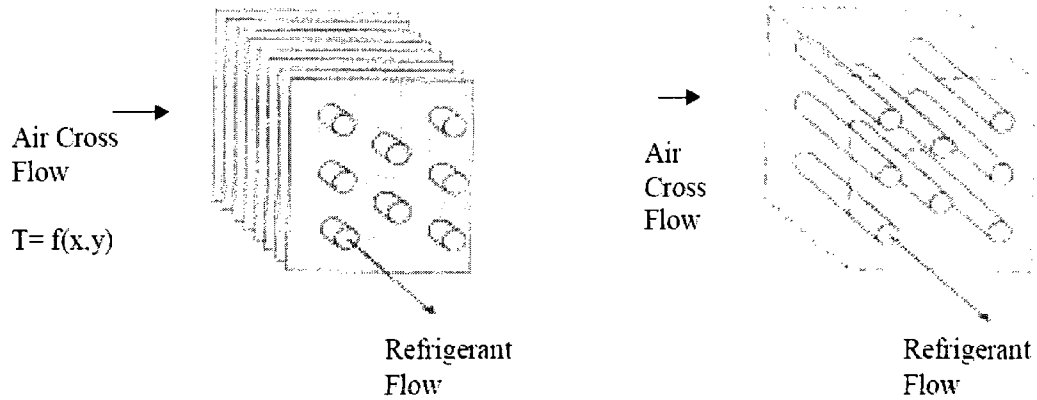 Air Cross
Flow
T= f(x,y)
Refrigerant
Flow
Air
Cross
Flow
Refrigerant
Flow